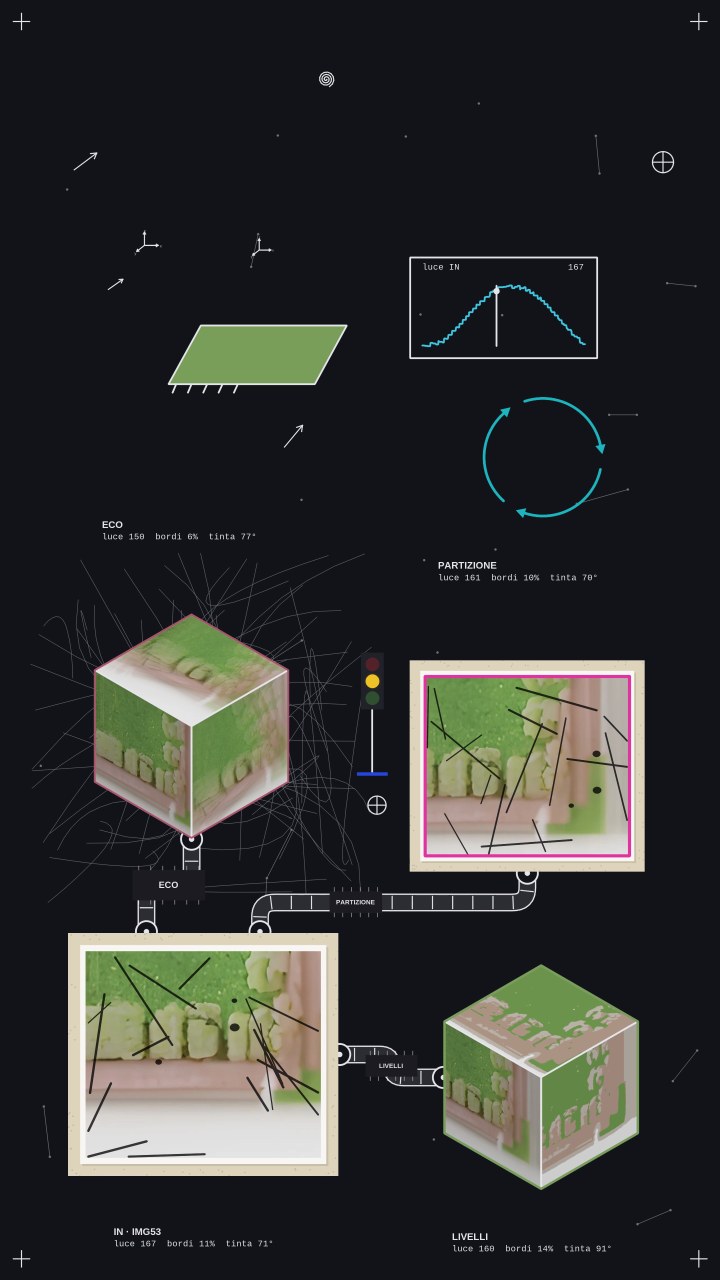 luce IN 167
ECO
luce 150 bordi 6% tinta 77°
PARTIZIONE
luce 161 bordi 10% tinta 70°
ECO
PARTIZIONE
LIVELLI
IN · IMG53
luce 167 bordi 11% tinta 71°
LIVELLI
luce 160 bordi 14% tinta 91°